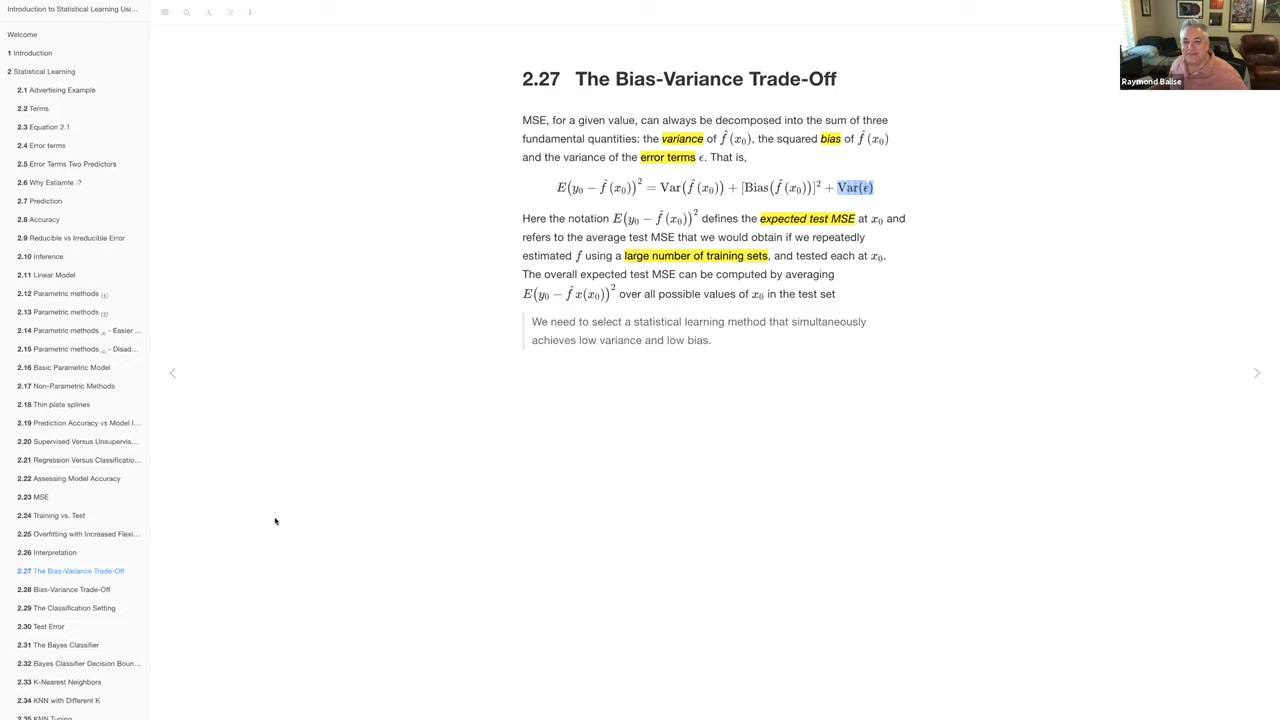 Introduction to Statistical Learning Usi...
Welcome
1 Introduction
2 Statistical Learning
2.1 Advertising Example
2.2 Terms
2.3 Equation 2.1
2.4 Error terms
2.5 Error Terms Two Predictors
2.6 Why Estiamte ?
2.7 Prediction
2.8 Accuracy
2.9 Reducible vs Irreducible Error
2.10 Inference
2.11 Linear Model
2.12 Parametric methods (1)
2.13 Parametric methods (2)
2.14 Parametric methods - Easier ...
2.15 Parametric methods - Disad...
2.16 Basic Parametric Model
2.17 Non-Parametric Methods
2.18 Thin plate splines
2.19 Prediction Accuracy vs Model I...
2.20 Supervised Versus Unsupervis...
2.21 Regression Versus Classificatio...
2.22 Assessing Model Accuracy
2.23 MSE
2.24 Training vs. Test
2.25 Overfitting with Increased Flexi...
2.26 Interpretation
2.27 The Bias-Variance Trade-Off
2.28 Bias-Variance Trade-Off
2.29 The Classification Setting
2.30 Test Error
2.31 The Bayes Classifier
2.32 Bayes Classifier Decision Boun...
2.33 K-Nearest Neighbors
2.34 KNN with Different K
2.35 KNN Tuning
2.27 The Bias-Variance Trade-Off
MSE, for a given value, can always be decomposed into the sum of three
fundamental quantities: the variance of f̂(x₀), the squared bias of f̂(x₀)
and the variance of the error terms ϵ. That is,
E(y₀ − f̂(x₀))² = Var(f̂(x₀)) + [Bias(f̂(x₀)]² + Var(ϵ)
Here the notation E(y₀ − f̂(x₀))² defines the expected test MSE at x₀ and
refers to the average test MSE that we would obtain if we repeatedly
estimated f using a large number of training sets, and tested each at x₀.
The overall expected test MSE can be computed by averaging
E(y₀ − f̂x(x₀))² over all possible values of x₀ in the test set
We need to select a statistical learning method that simultaneously
achieves low variance and low bias.
Raymond Balise